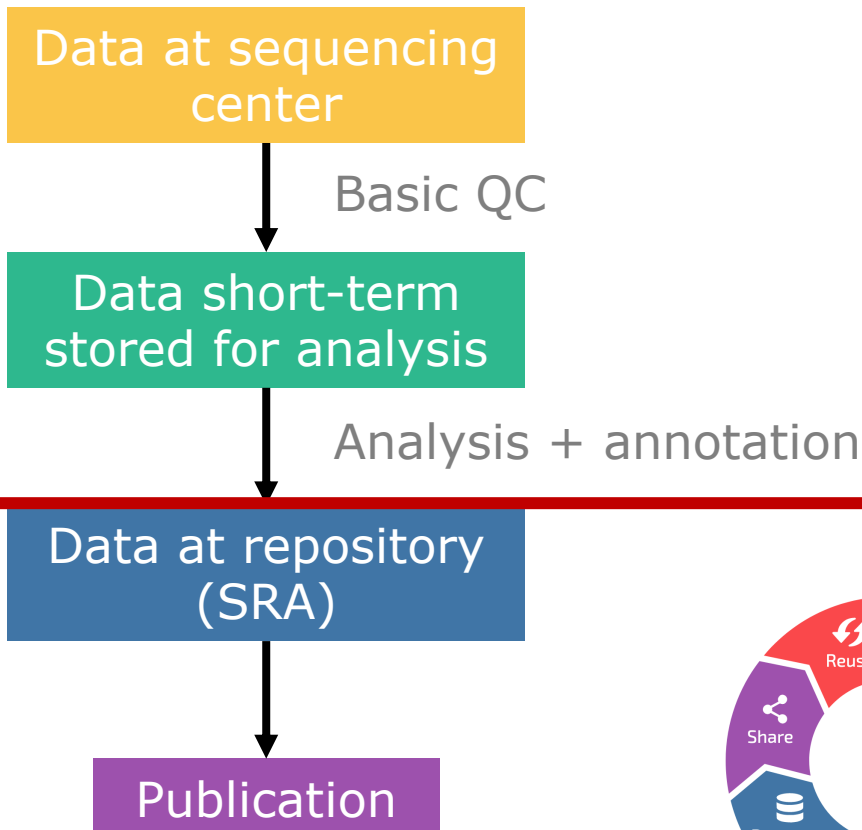 Data at sequencing
center
Basic QC
Data short-term
stored for analysis
Analysis + annotation
Data at repository
(SRA)
Share
Publication